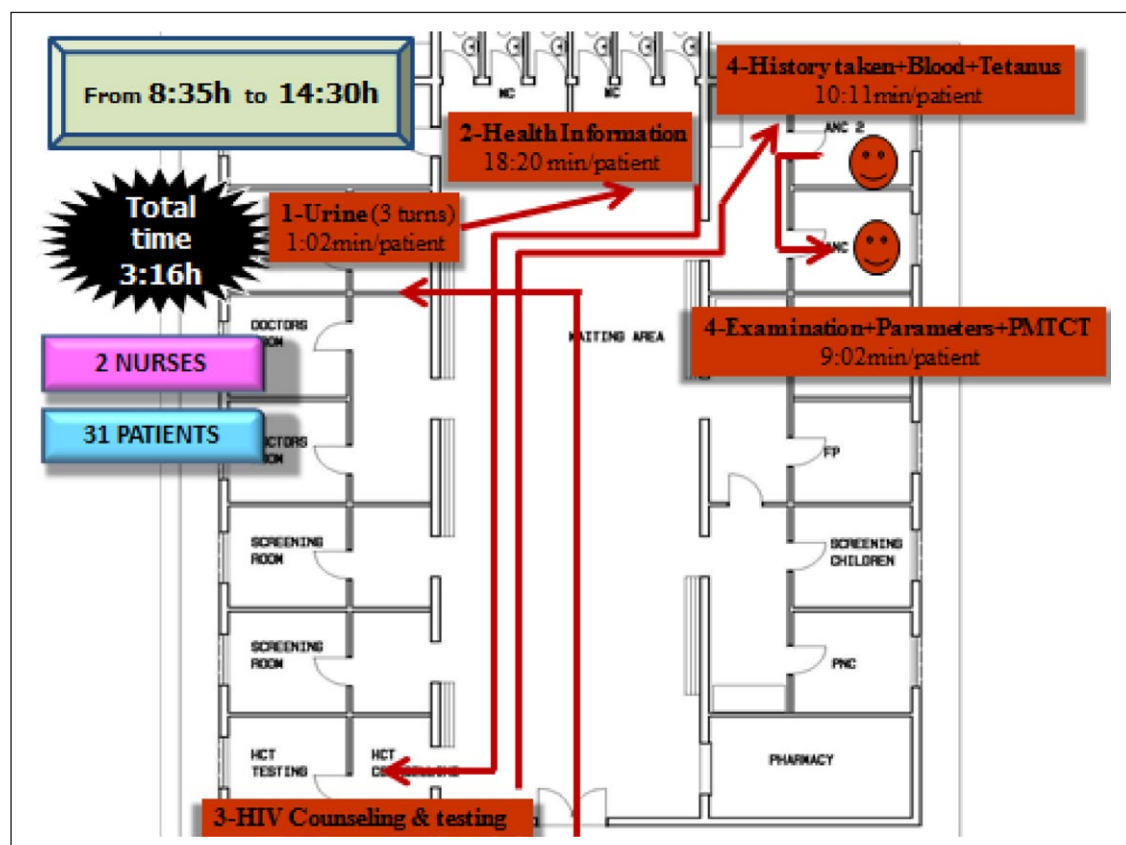 From 8:35h to 14:30h
Total
time
3:16h
2 NURSES
31 PATIENTS
1-Urine (3 turns)
1:02min/patient
2-Health Information
18:20 min/patient
4-History taken+Blood+Tetanus
10:11min/patient
4-Examination+Parameters+PMTCT
9:02min/patient
3-HIV Counseling & testing
WC
WC
ANC 2
ANC
DOCTORS
WAITING AREA
DOCTORS
ROOM
FP
SCREENING
ROOM
SCREENING
CHILDREN
SCREENING
ROOM
PNC
HCT
TESTING
HCT
PHARMACY